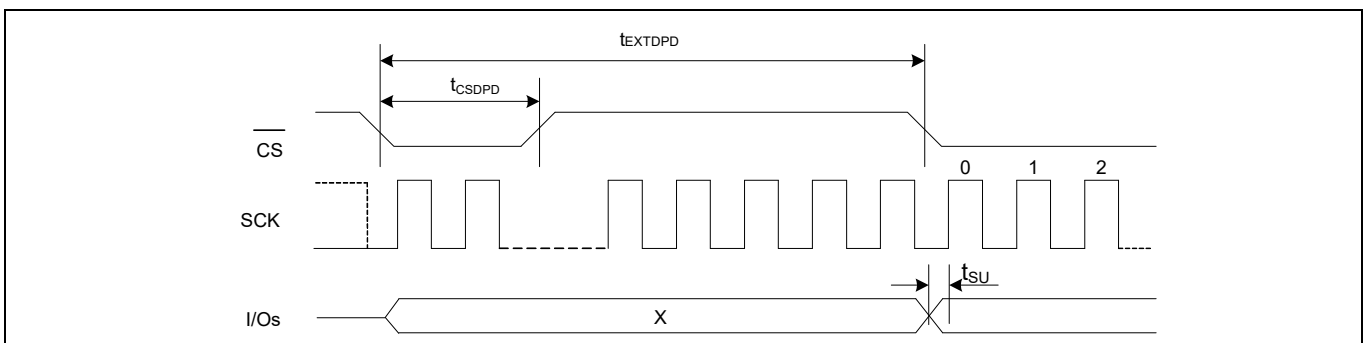 tEXTDPD
tCSDPD
CS
0 1 2
SCK
tSU
I/Os X